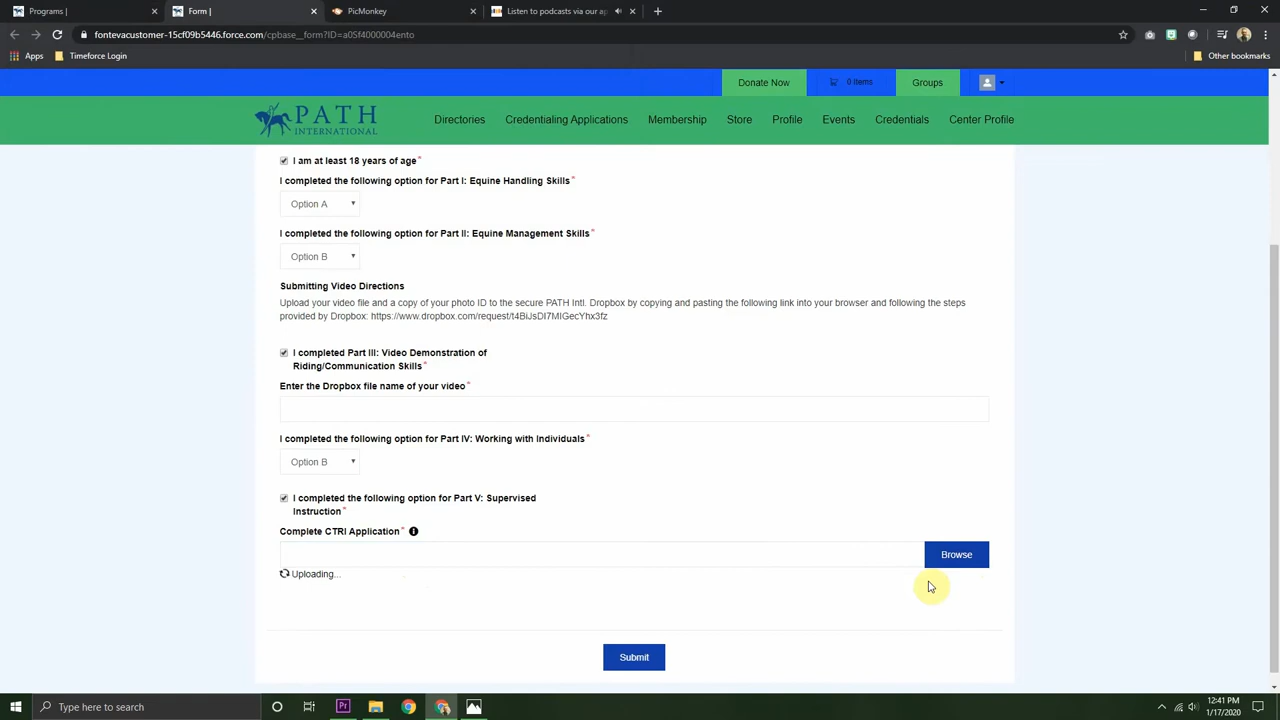 Programs |
Form |
PicMonkey
Listen to podcasts via our ap
fontevacustomer-15cf09b5446.force.com/cpbase__form?ID=a05f4000004ento
Apps
Timeforce Login
Other bookmarks
Donate Now
0 Items
Groups
PATH
INTERNATIONAL
Directories
Credentialing Applications
Membership
Store
Profile
Events
Credentials
Center Profile
I am at least 18 years of age*
I completed the following option for Part I: Equine Handling Skills*
Option A
I completed the following option for Part II: Equine Management Skills*
Option B
Submitting Video Directions
Upload your video file and a copy of your photo ID to the secure PATH Intl. Dropbox by copying and pasting the following link into your browser and following the steps
provided by Dropbox: https://www.dropbox.com/request/t4BiJsDI7MIGecYhx3fz
I completed Part III: Video Demonstration of
Riding/Communication Skills*
Enter the Dropbox file name of your video*
I completed the following option for Part IV: Working with Individuals*
Option B
I completed the following option for Part V: Supervised
Instruction*
Complete CTRI Application*
Browse
Uploading...
Submit
Type here to search
12:41 PM
1/17/2020